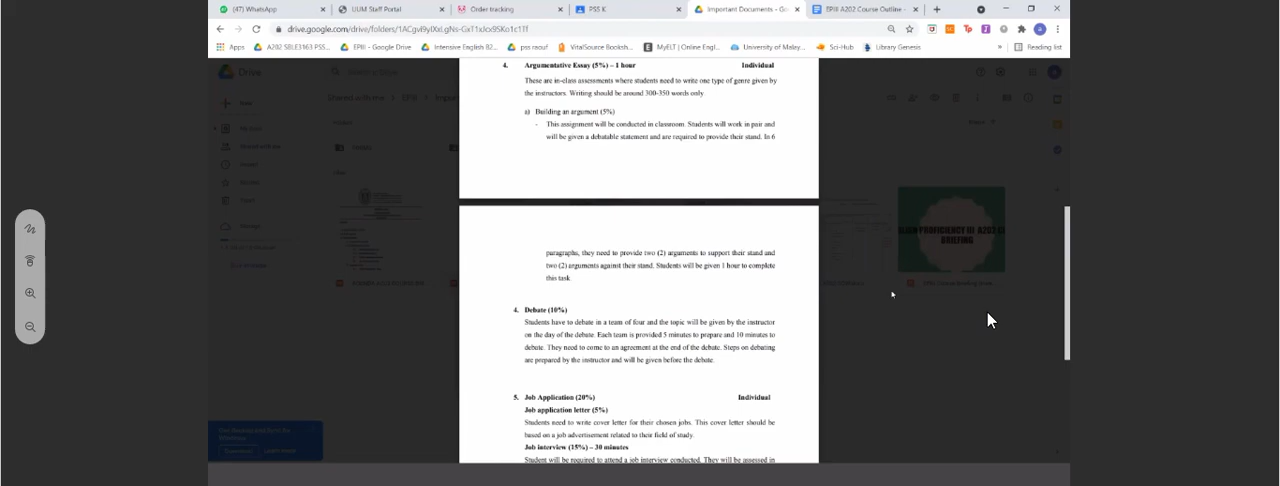 (47) WhatsApp
UUM Staff Portal
Order tracking
PSS K
Important Documents - Go
EPIII A202 Course Outline -
drive.google.com/drive/folders/
Apps
A202 SBLE3163 PSS...
EPIII - Google Drive
Intensive English B2...
pss raouf
VitalSource Booksh...
MyELT | Online Engl...
University of Malay...
Sci-Hub
Library Genesis
Reading list
4. Argumentative Essay (5%) – 1 hour Individual
These are in-class assessments where students need to write one type of genre given by
the instructors. Writing should be around 300-350 words only.
a) Building an argument (5%)
- This assignment will be conducted in classroom. Students will work in pair and
will be given a debatable statement and are required to provide their stand. In 6
paragraphs, they need to provide two (2) arguments to support their stand and
two (2) arguments against their stand. Students will be given 1 hour to complete
this task.
4. Debate (10%)
Students have to debate in a team of four and the topic will be given by the instructor
on the day of the debate. Each team is provided 5 minutes to prepare and 10 minutes to
debate. They need to come to an agreement at the end of the debate. Steps on debating
are prepared by the instructor and will be given before the debate.
5. Job Application (20%) Individual
Job application letter (5%)
Students need to write cover letter for their chosen jobs. This cover letter should be
based on a job advertisement related to their field of study.
Job interview (15%) – 30 minutes
Student will be required to attend a job interview conducted. They will be assessed in
Drive
BRIEFING